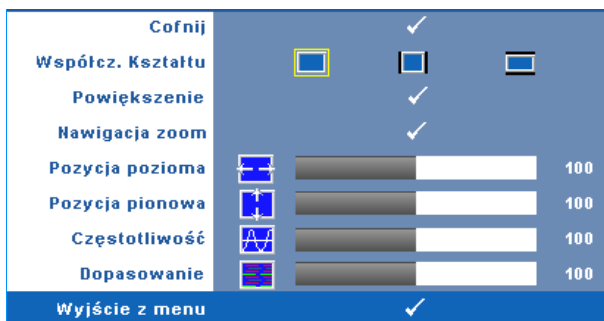 Cofnij
Współcz. Kształtu
Powiększenie
Nawigacja zoom
Pozycja pozioma 100
Pozycja pionowa 100
Częstotliwość 100
Dopasowanie 100
Wyjście z menu